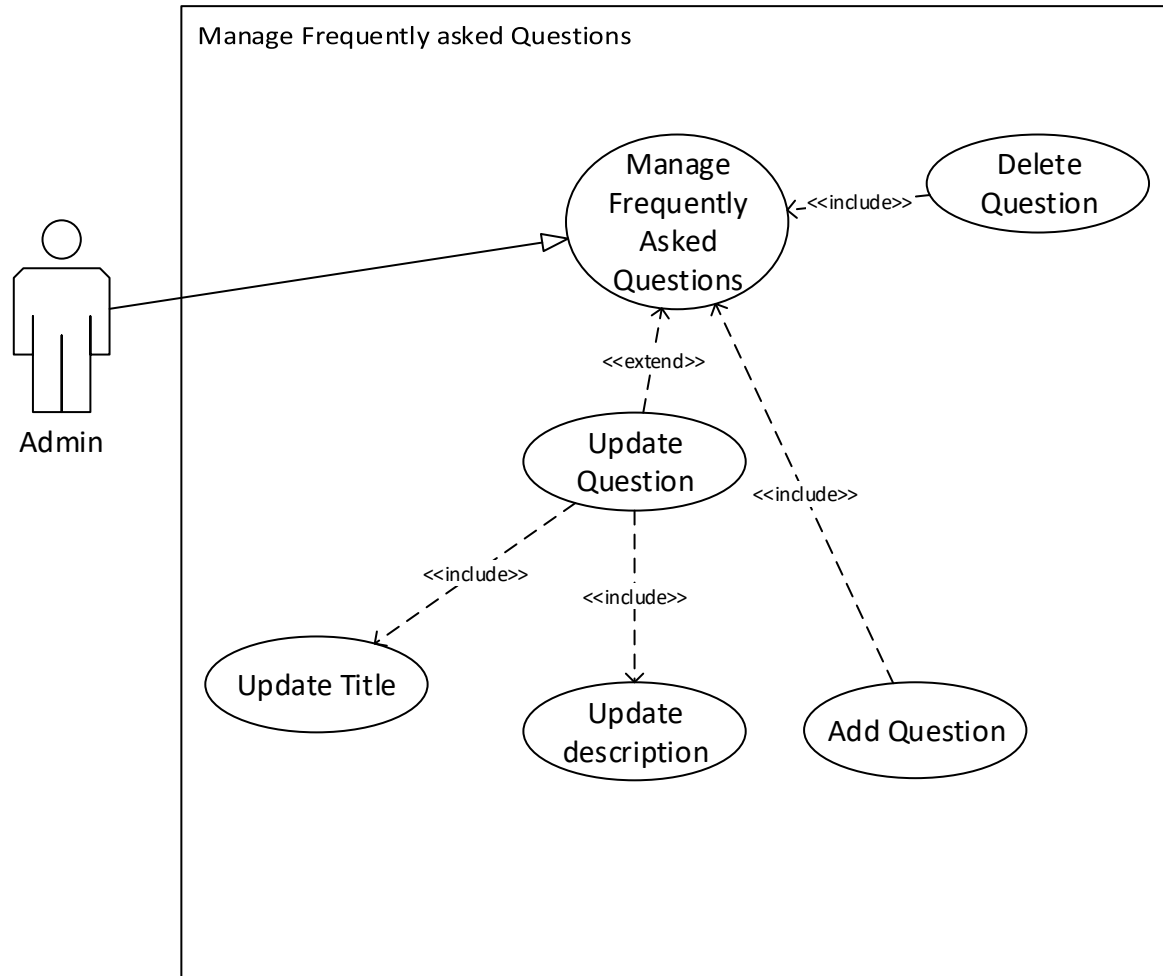 Manage Frequently asked Questions
Manage
Frequently
Asked
Questions
<<include>>
Delete
Question
Admin
<<extend>>
Update
Question
<<include>>
<<include>>
<<include>>
Update Title
Update
description
Add Question